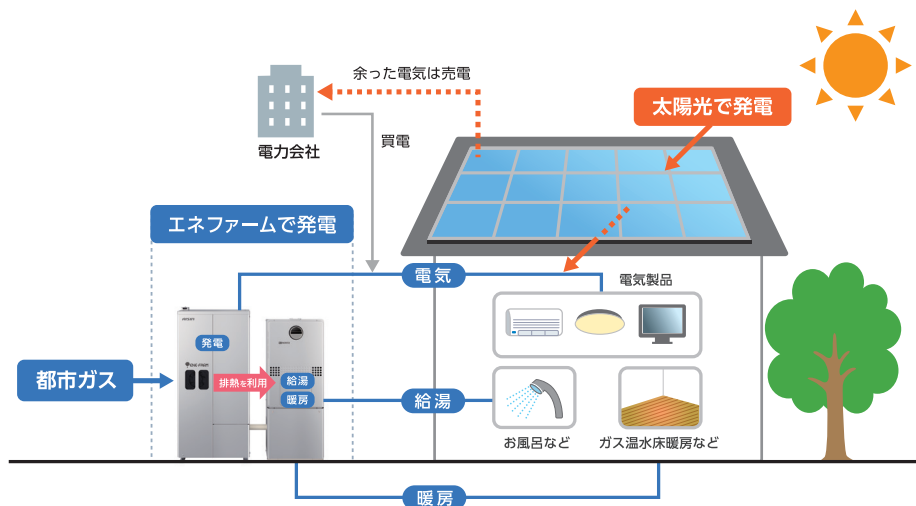 余った電気は売電
太陽光で発電
電力会社
買電
エネファームで発電
電気
電気製品
発電
ENE-FARM
都市ガス
排熱を利用
給湯
暖房
給湯
お風呂など
ガス温水床暖房など
暖房